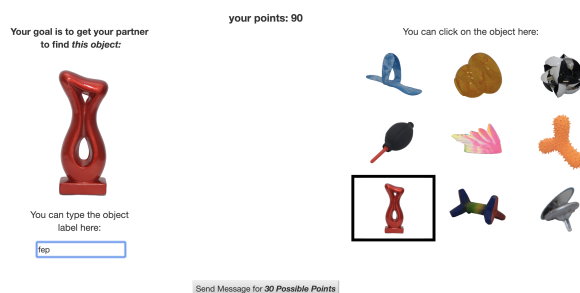 your points: 90
Your goal is to get your partner
to find this object:
You can click on the object here:
You can type the object
label here:
fep
Send Message for 30 Possible Points